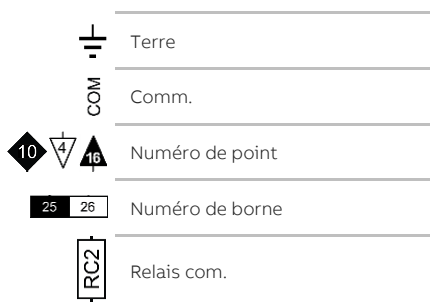 Terre
COM Comm.
10 4 16 Numéro de point
25 26 Numéro de borne
RC2 Relais com.